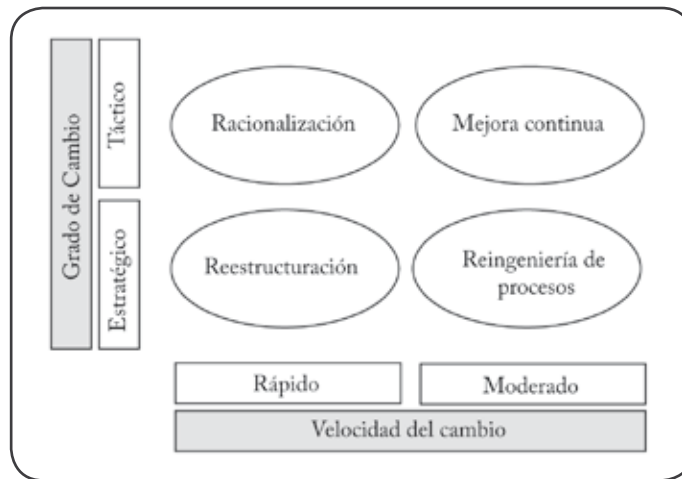 Grado de Cambio
Táctico
Racionalización
Mejora continua
Estratégico
Reestructuración
Reingeniería de
procesos
Rápido
Moderado
Velocidad del cambio